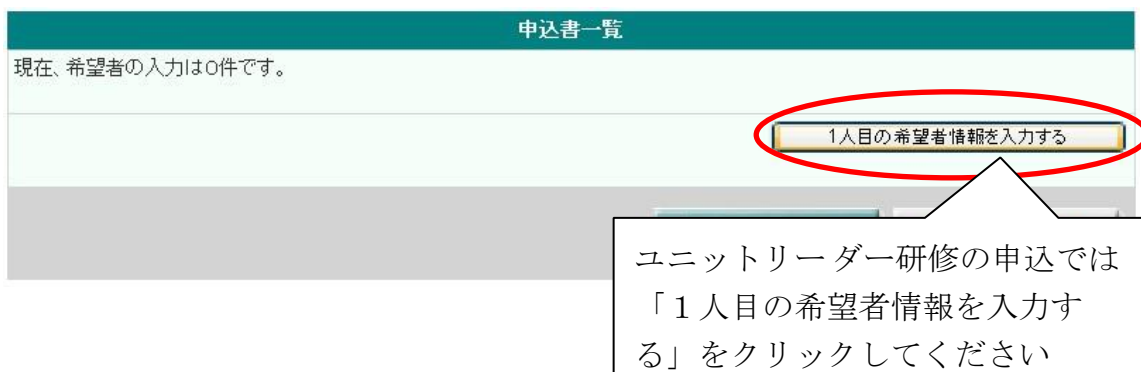 申込書一覧
現在、希望者の入力は0件です。
1人目の希望者情報を入力する
ユニットリーダー研修の申込では
「１人目の希望者情報を入力す
る」をクリックしてください